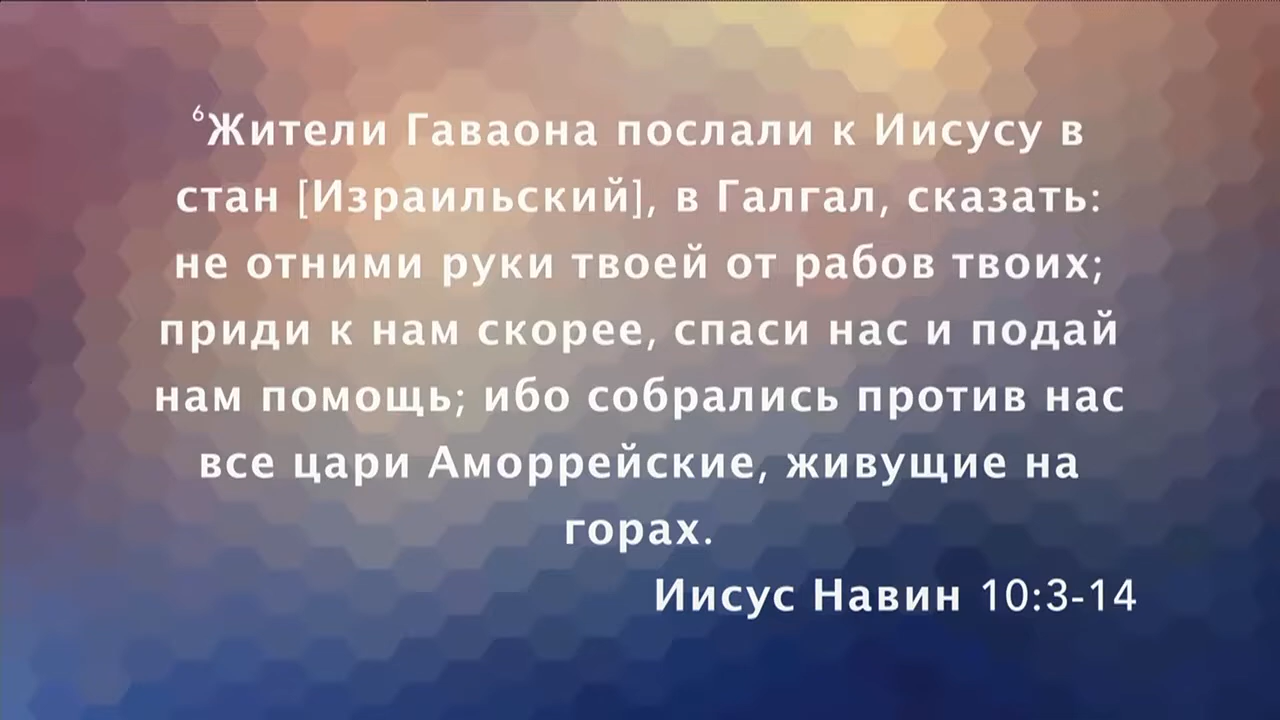 ⁶Жители Гаваона послали к Иисусу в
стан [Израильский], в Галгал, сказать:
не отними руки твоей от рабов твоих;
приди к нам скорее, спаси нас и подай
нам помощь; ибо собрались против нас
все цари Аморрейские, живущие на
горах.
Иисус Навин 10:3-14